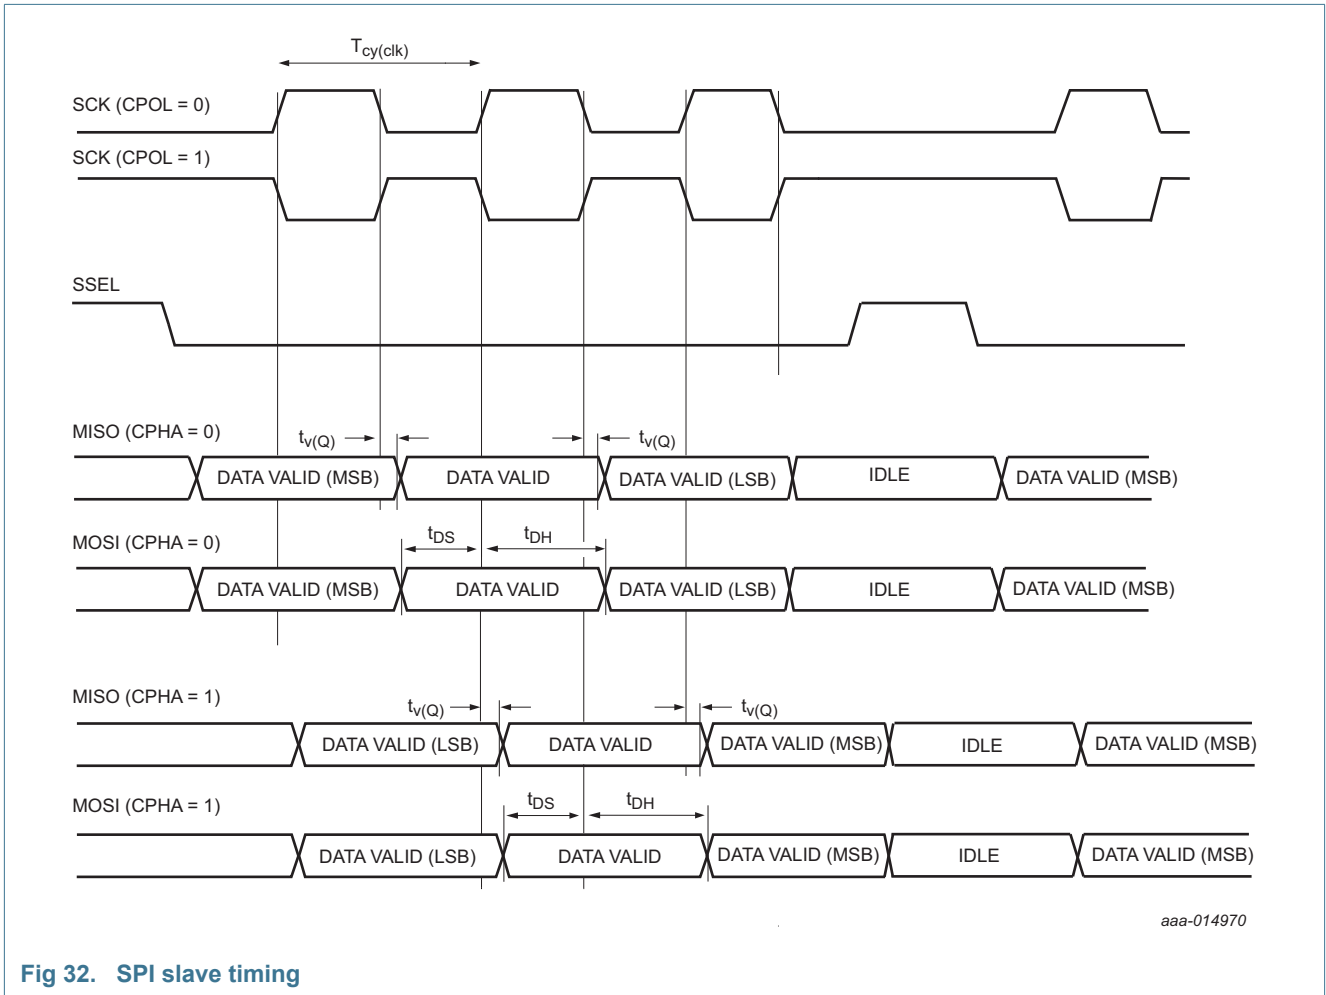 Tcy(clk)
SCK (CPOL = 0)
SCK (CPOL = 1)
SSEL
MISO (CPHA = 0)
tv(Q) tv(Q)
DATA VALID (MSB) DATA VALID DATA VALID (LSB) IDLE DATA VALID (MSB)
MOSI (CPHA = 0)
tDS tDH
DATA VALID (MSB) DATA VALID DATA VALID (LSB) IDLE DATA VALID (MSB)
MISO (CPHA = 1)
tv(Q) tv(Q)
DATA VALID (LSB) DATA VALID DATA VALID (MSB) IDLE DATA VALID (MSB)
MOSI (CPHA = 1)
tDS tDH
DATA VALID (LSB) DATA VALID DATA VALID (MSB) IDLE DATA VALID (MSB)
aaa-014970
Fig 32. SPI slave timing